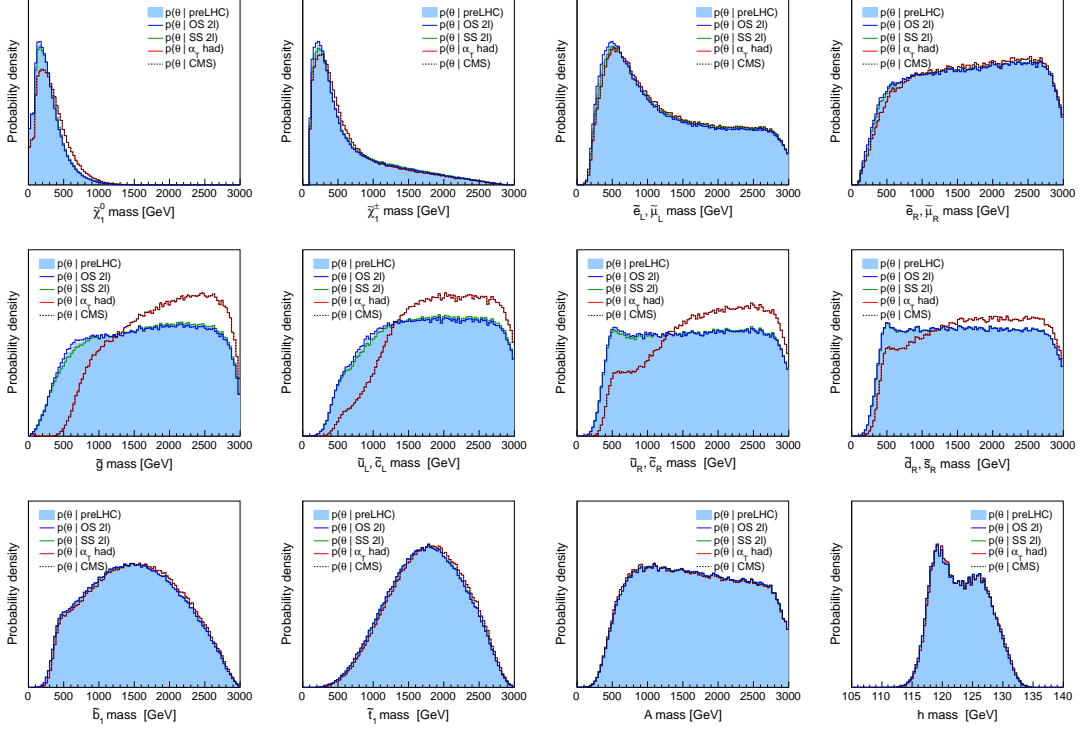 Probability density
p(θ | preLHC)
p(θ | OS 2l)
p(θ | SS 2l)
p(θ | α_T had)
p(θ | CMS)
0 500 1000 1500 2000 2500 3000
χ̃⁰₁ mass [GeV]
Probability density
p(θ | preLHC)
p(θ | OS 2l)
p(θ | SS 2l)
p(θ | α_T had)
p(θ | CMS)
0 500 1000 1500 2000 2500 3000
χ̃±₁ mass [GeV]
Probability density
p(θ | preLHC)
p(θ | OS 2l)
p(θ | SS 2l)
p(θ | α_T had)
p(θ | CMS)
0 500 1000 1500 2000 2500 3000
ẽ_L, μ̃_L mass [GeV]
Probability density
p(θ | preLHC)
p(θ | OS 2l)
p(θ | SS 2l)
p(θ | α_T had)
p(θ | CMS)
0 500 1000 1500 2000 2500 3000
ẽ_R, μ̃_R mass [GeV]
Probability density
p(θ | preLHC)
p(θ | OS 2l)
p(θ | SS 2l)
p(θ | α_T had)
p(θ | CMS)
0 500 1000 1500 2000 2500 3000
g̃ mass [GeV]
Probability density
p(θ | preLHC)
p(θ | OS 2l)
p(θ | SS 2l)
p(θ | α_T had)
p(θ | CMS)
0 500 1000 1500 2000 2500 3000
ũ_L, c̃_L mass [GeV]
Probability density
p(θ | preLHC)
p(θ | OS 2l)
p(θ | SS 2l)
p(θ | α_T had)
p(θ | CMS)
0 500 1000 1500 2000 2500 3000
ũ_R, c̃_R mass [GeV]
Probability density
p(θ | preLHC)
p(θ | OS 2l)
p(θ | SS 2l)
p(θ | α_T had)
p(θ | CMS)
0 500 1000 1500 2000 2500 3000
d̃_R, s̃_R mass [GeV]
Probability density
p(θ | preLHC)
p(θ | OS 2l)
p(θ | SS 2l)
p(θ | α_T had)
p(θ | CMS)
0 500 1000 1500 2000 2500 3000
b̃₁ mass [GeV]
Probability density
p(θ | preLHC)
p(θ | OS 2l)
p(θ | SS 2l)
p(θ | α_T had)
p(θ | CMS)
0 500 1000 1500 2000 2500 3000
t̃₁ mass [GeV]
Probability density
p(θ | preLHC)
p(θ | OS 2l)
p(θ | SS 2l)
p(θ | α_T had)
p(θ | CMS)
0 500 1000 1500 2000 2500 3000
A mass [GeV]
Probability density
p(θ | preLHC)
p(θ | OS 2l)
p(θ | SS 2l)
p(θ | α_T had)
p(θ | CMS)
105 110 115 120 125 130 135 140
h mass [GeV]